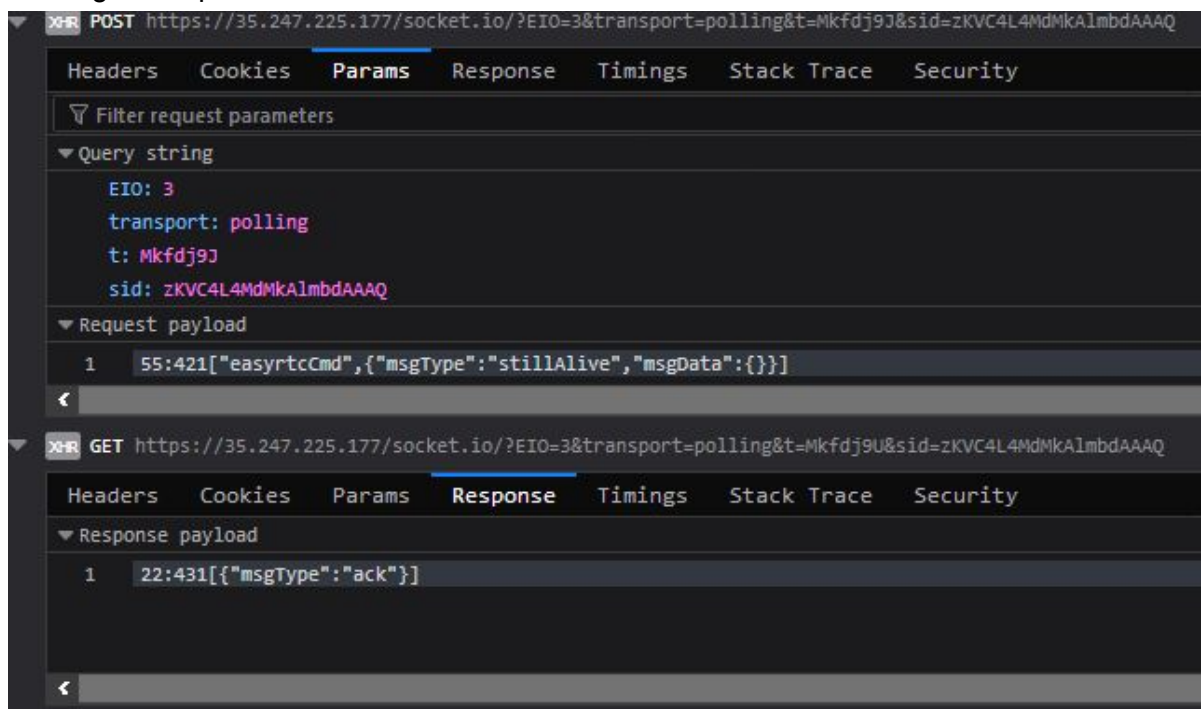 XHR POST https://35.247.225.177/socket.io/?EIO=3&transport=polling&t=Mkfdj9J&sid=zKVC4L4MdMkAlmbdAAAQ
Headers Cookies Params Response Timings Stack Trace Security
Filter request parameters
Query string
EIO: 3
transport: polling
t: Mkfdj9J
sid: zKVC4L4MdMkAlmbdAAAQ
Request payload
1 55:421["easyrtcCmd",{"msgType":"stillAlive","msgData":{}}]
XHR GET https://35.247.225.177/socket.io/?EIO=3&transport=polling&t=Mkfdj9U&sid=zKVC4L4MdMkAlmbdAAAQ
Headers Cookies Params Response Timings Stack Trace Security
Response payload
1 22:431[{"msgType":"ack"}]